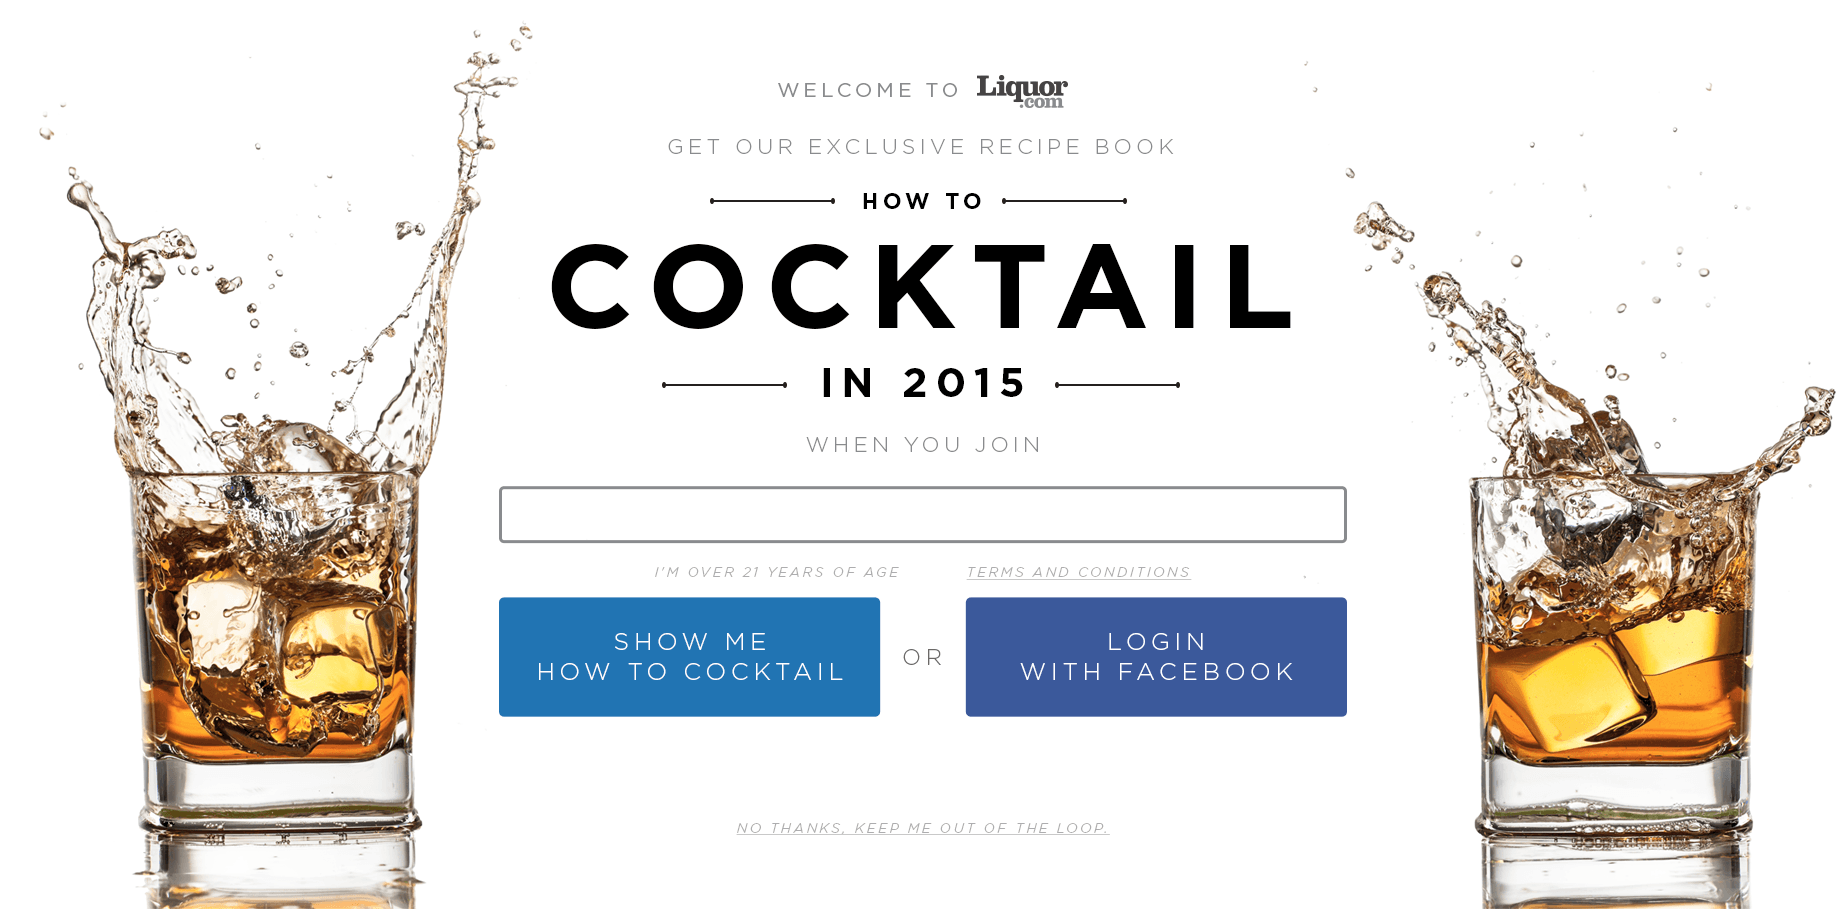 WELCOME TO Liquor.com
GET OUR EXCLUSIVE RECIPE BOOK
HOW TO
COCKTAIL
IN 2015
WHEN YOU JOIN
I'M OVER 21 YEARS OF AGE
TERMS AND CONDITIONS
SHOW ME
HOW TO COCKTAIL
OR
LOGIN
WITH FACEBOOK
NO THANKS, KEEP ME OUT OF THE LOOP.